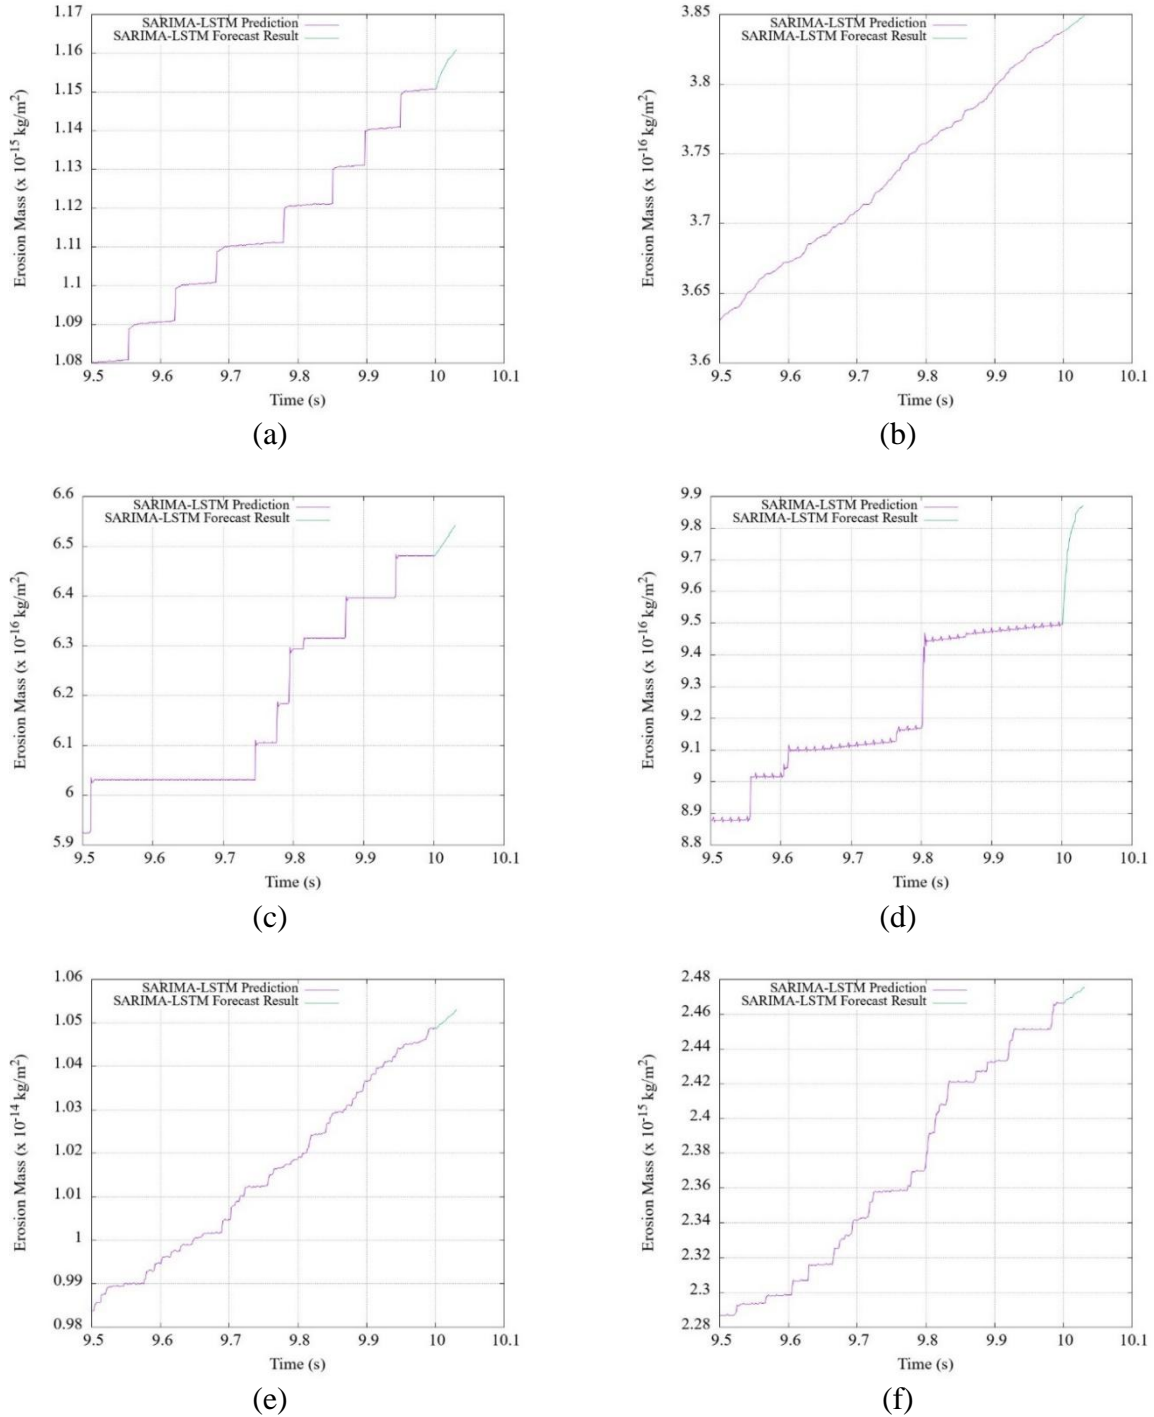 1.17
1.16
1.15
1.14
1.13
1.12
1.11
1.1
1.09
1.08
Erosion Mass (x 10-15 kg/m2)
SARIMA-LSTM Prediction
SARIMA-LSTM Forecast Result
9.5 9.6 9.7 9.8 9.9 10 10.1
Time (s)
(a)
3.85
3.8
3.75
3.7
3.65
3.6
Erosion Mass (x 10-16 kg/m2)
SARIMA-LSTM Prediction
SARIMA-LSTM Forecast Result
9.5 9.6 9.7 9.8 9.9 10 10.1
Time (s)
(b)
6.6
6.5
6.4
6.3
6.2
6.1
6
5.9
Erosion Mass (x 10-16 kg/m2)
SARIMA-LSTM Prediction
SARIMA-LSTM Forecast Result
9.5 9.6 9.7 9.8 9.9 10 10.1
Time (s)
(c)
9.9
9.8
9.7
9.6
9.5
9.4
9.3
9.2
9.1
9
8.9
8.8
Erosion Mass (x 10-16 kg/m2)
SARIMA-LSTM Prediction
SARIMA-LSTM Forecast Result
9.5 9.6 9.7 9.8 9.9 10 10.1
Time (s)
(d)
1.06
1.05
1.04
1.03
1.02
1.01
1
0.99
0.98
Erosion Mass (x 10-14 kg/m2)
SARIMA-LSTM Prediction
SARIMA-LSTM Forecast Result
9.5 9.6 9.7 9.8 9.9 10 10.1
Time (s)
(e)
2.48
2.46
2.44
2.42
2.4
2.38
2.36
2.34
2.32
2.3
2.28
Erosion Mass (x 10-15 kg/m2)
SARIMA-LSTM Prediction
SARIMA-LSTM Forecast Result
9.5 9.6 9.7 9.8 9.9 10 10.1
Time (s)
(f)